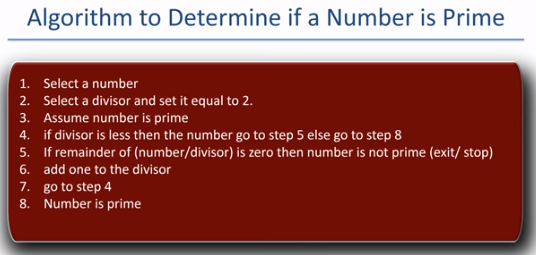 Algorithm to Determine if a Number is Prime
1. Select a number
2. Select a divisor and set it equal to 2.
3. Assume number is prime
4. if divisor is less then the number go to step 5 else go to step 8
5. If remainder of (number/divisor) is zero then number is not prime (exit/ stop)
6. add one to the divisor
7. go to step 4
8. Number is prime